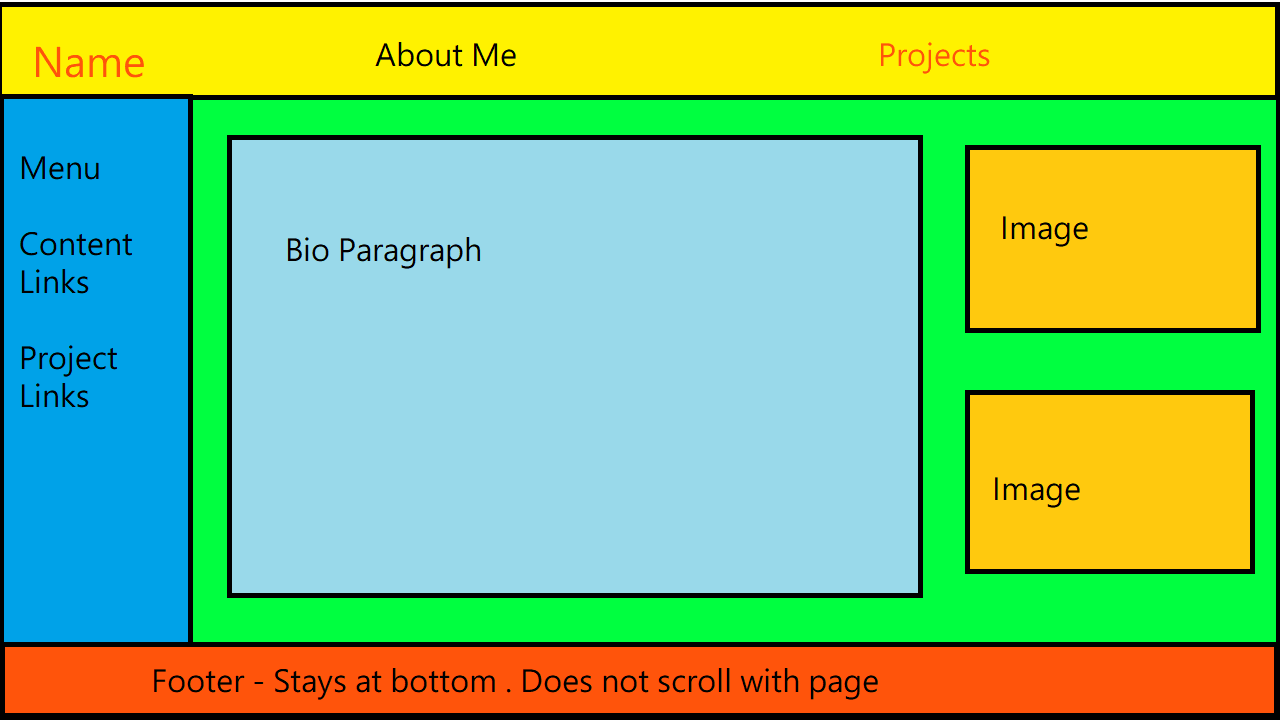 Name
About Me
Projects
Menu
Content
Links
Project
Links
Bio Paragraph
Image
Image
Footer - Stays at bottom . Does not scroll with page